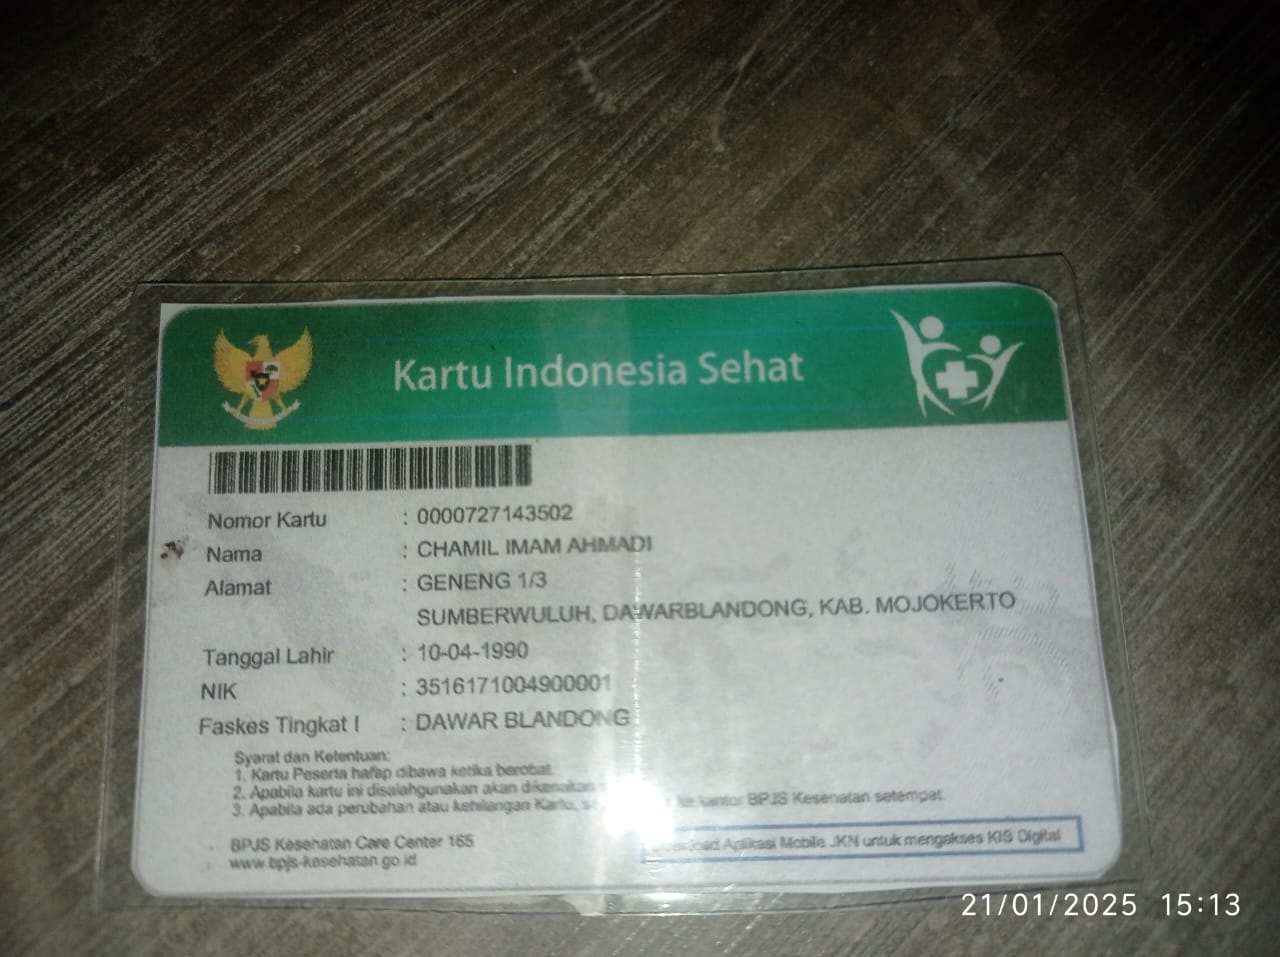 Kartu Indonesia Sehat
Nomor Kartu : 0000727143502
Nama : CHAMIL IMAM AHMADI
Alamat : GENENG 1/3
SUMBERWULUH, DAWARBLANDONG, KAB. MOJOKERTO
Tanggal Lahir : 10-04-1990
NIK : 3516171004900001
Faskes Tingkat I : DAWAR BLANDONG
Syarat dan Ketentuan:
1. Kartu Peserta harap dibawa ketika berobat.
2. Apabila kartu ini disalahgunakan akan dikenakan
3. Apabila ada perubahan atau kehilangan Kartu, ke kantor BPJS Kesehatan setempat.
BPJS Kesehatan Care Center 165
www.bpjs-kesehatan.go.id
Aplikasi Mobile JKN untuk mengakses KIS Digital
21/01/2025 15:13